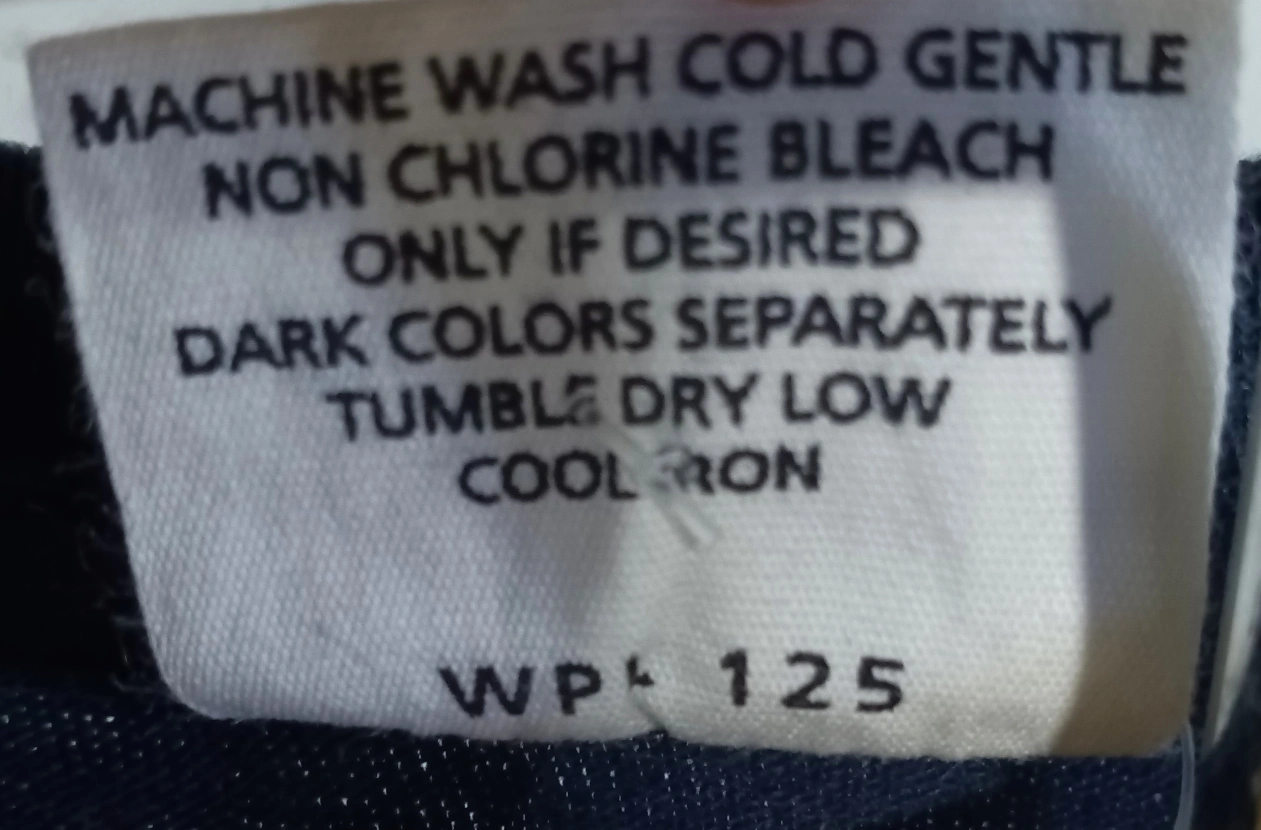 MACHINE WASH COLD GENTLE
NON CHLORINE BLEACH
ONLY IF DESIRED
DARK COLORS SEPARATELY
TUMBLE DRY LOW
COOL IRON
125